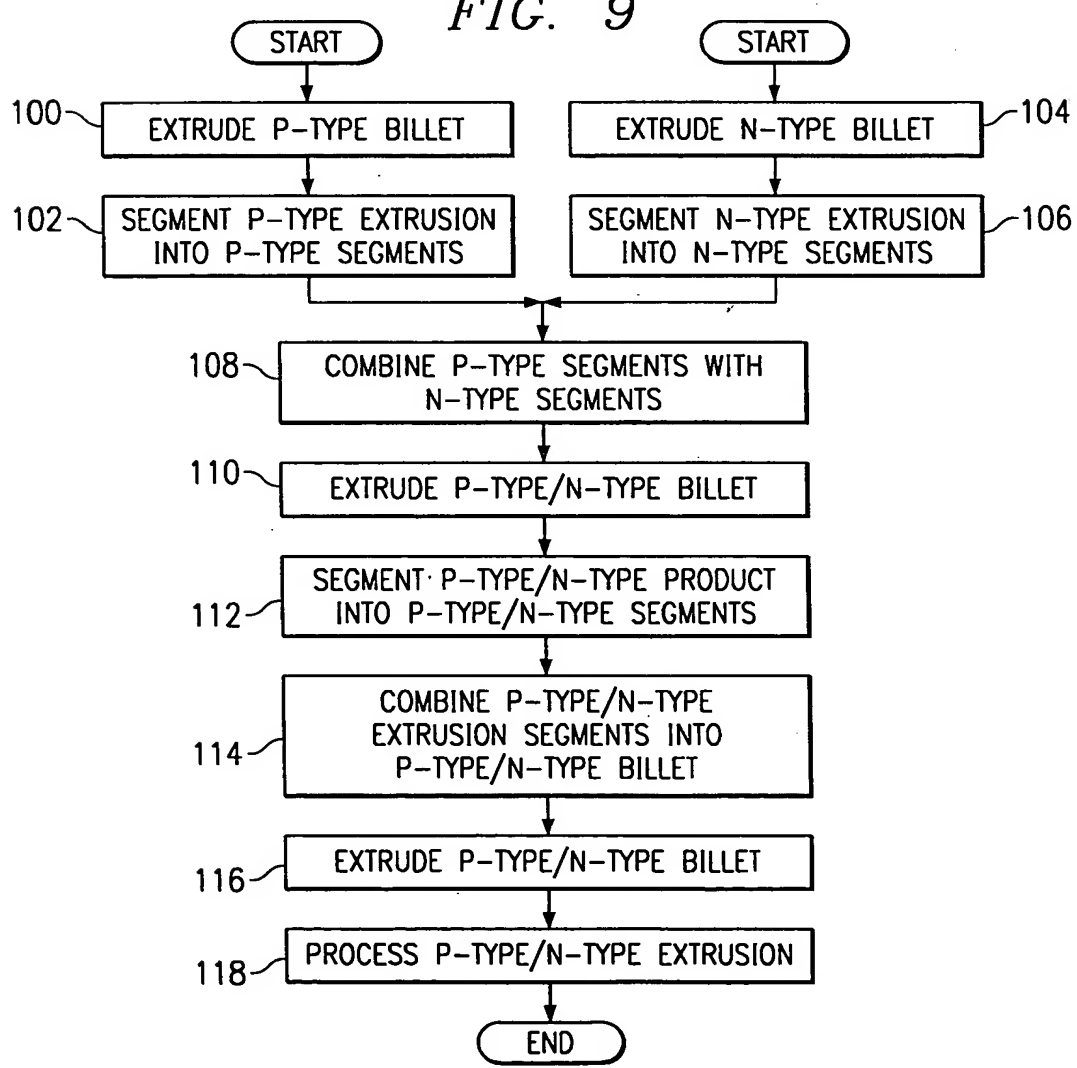 FIG. 9
START
START
100
EXTRUDE P-TYPE BILLET
EXTRUDE N-TYPE BILLET
104
102
SEGMENT P-TYPE EXTRUSION
INTO P-TYPE SEGMENTS
SEGMENT N-TYPE EXTRUSION
INTO N-TYPE SEGMENTS
106
108
COMBINE P-TYPE SEGMENTS WITH
N-TYPE SEGMENTS
110
EXTRUDE P-TYPE/N-TYPE BILLET
112
SEGMENT P-TYPE/N-TYPE PRODUCT
INTO P-TYPE/N-TYPE SEGMENTS
114
COMBINE P-TYPE/N-TYPE
EXTRUSION SEGMENTS INTO
P-TYPE/N-TYPE BILLET
116
EXTRUDE P-TYPE/N-TYPE BILLET
118
PROCESS P-TYPE/N-TYPE EXTRUSION
END